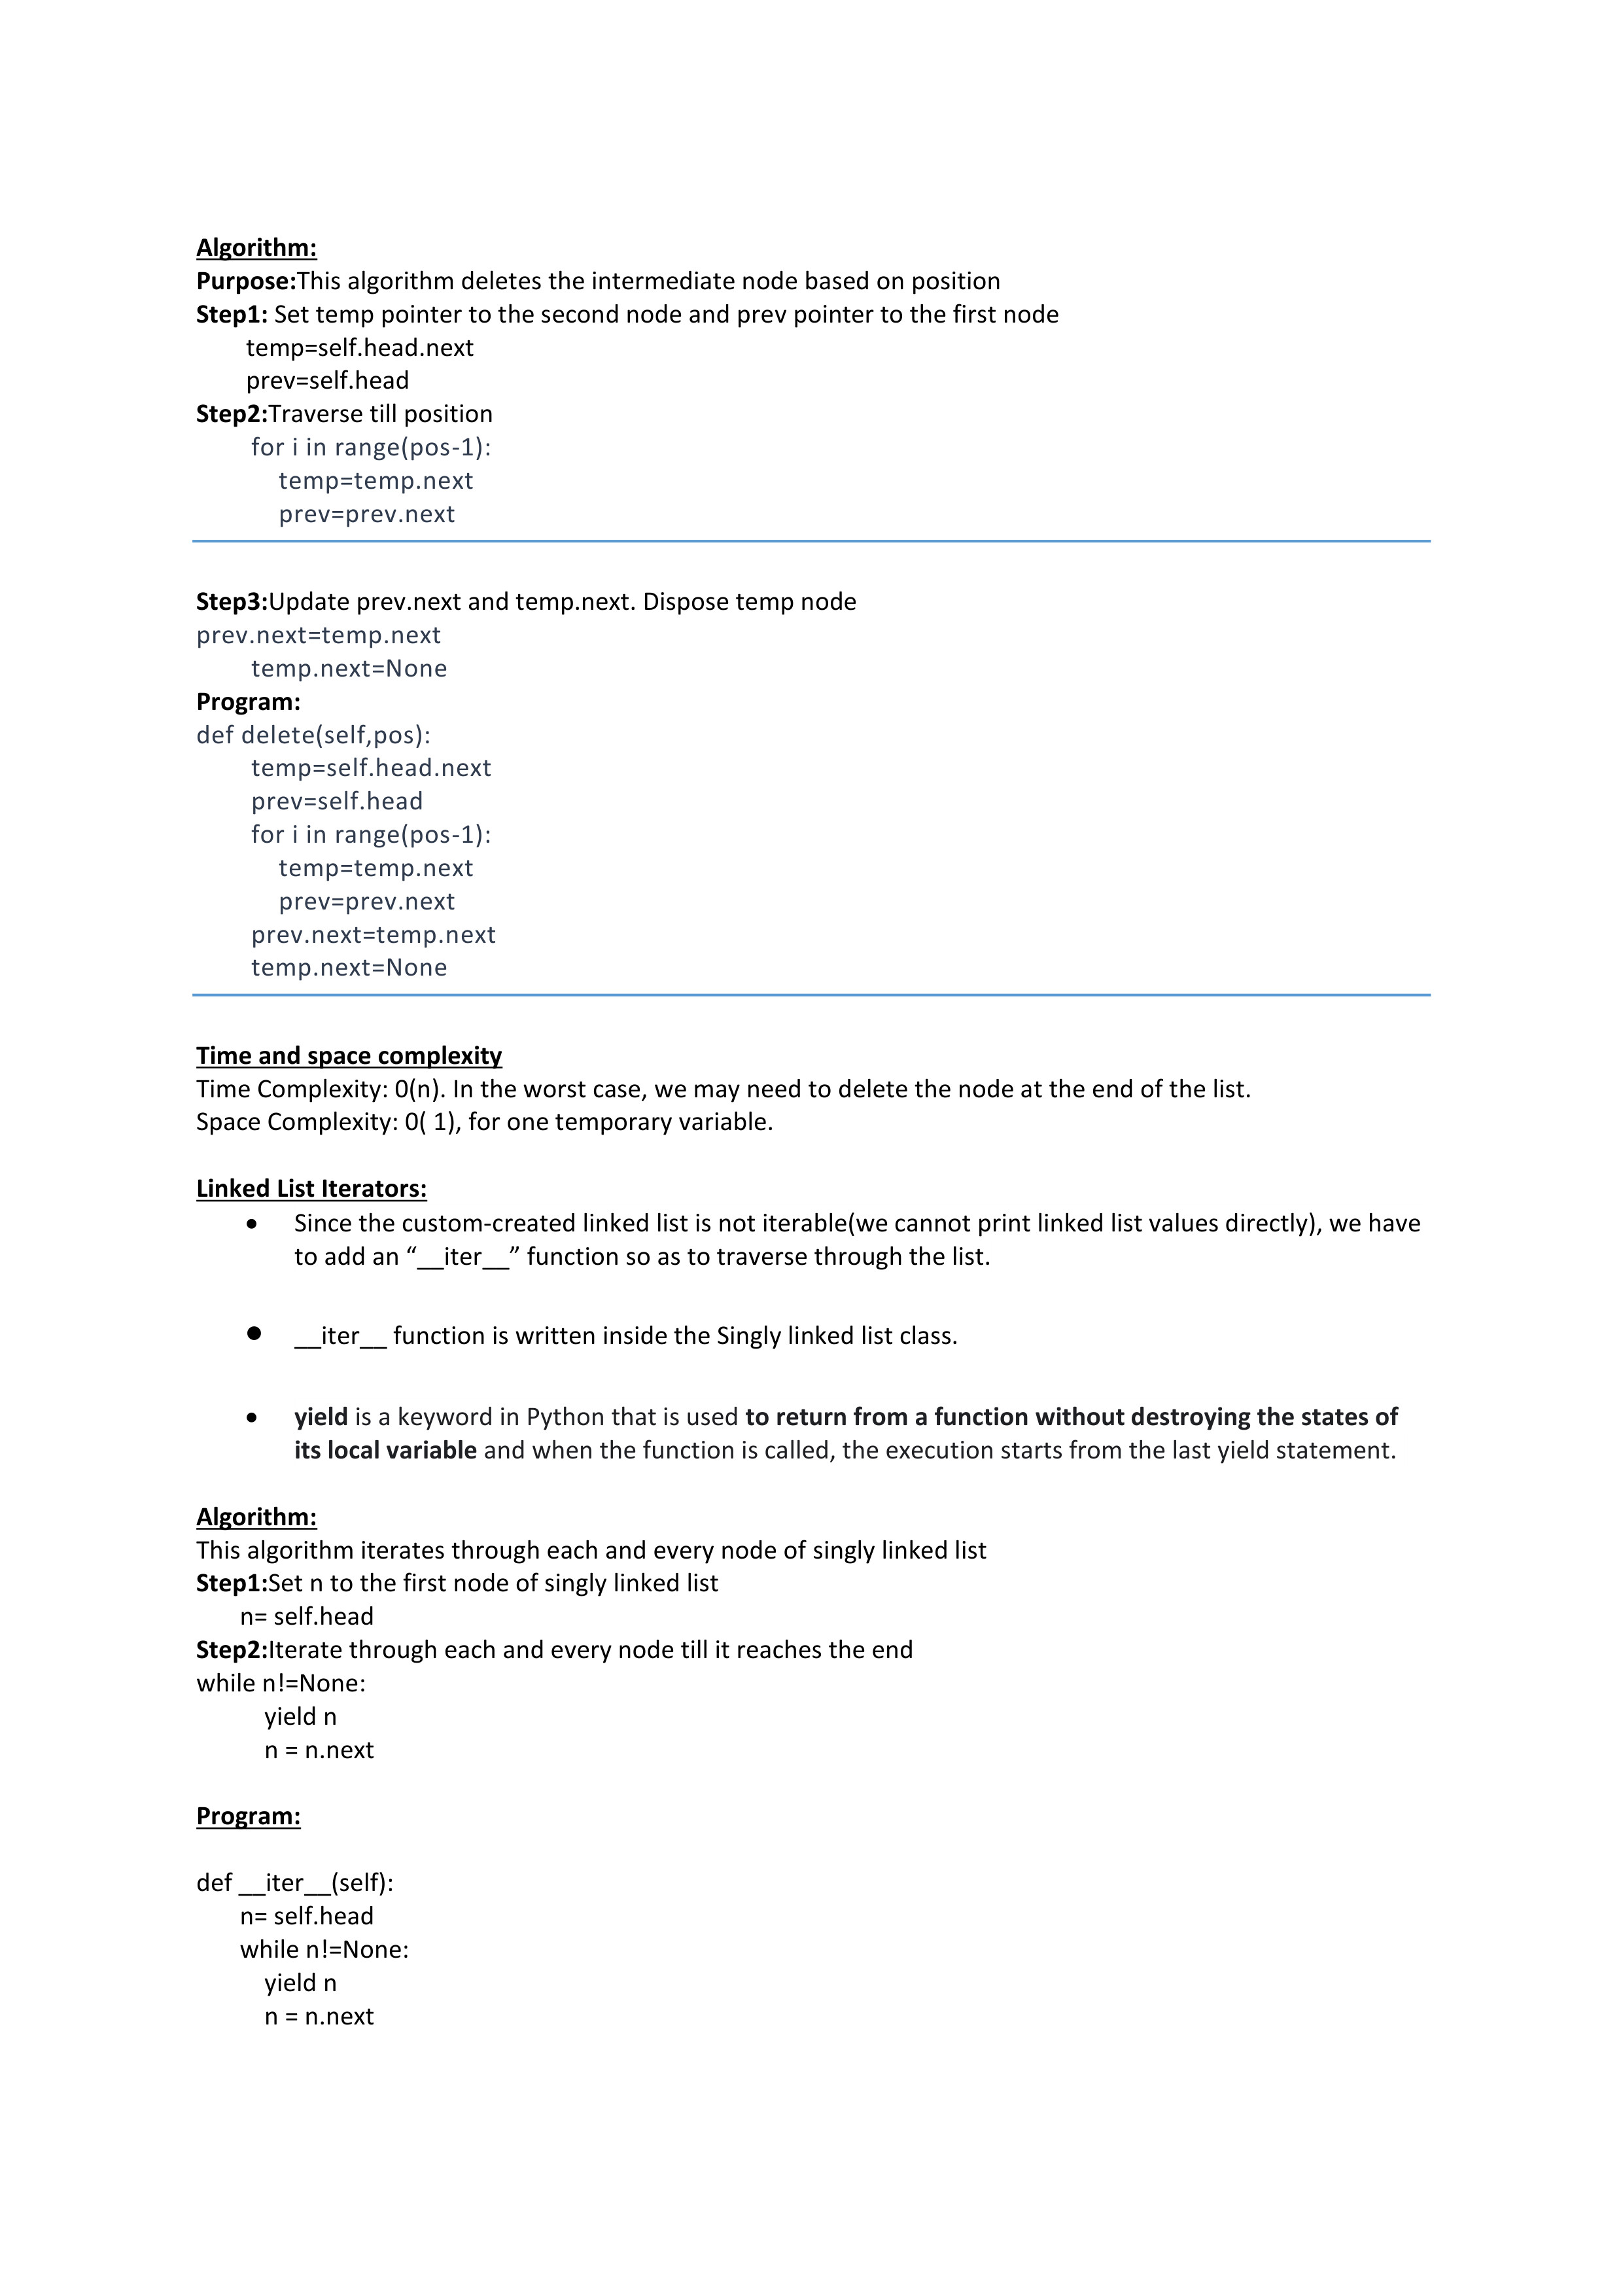 Algorithm:
Purpose:This algorithm deletes the intermediate node based on position
Step1: Set temp pointer to the second node and prev pointer to the first node
temp=self.head.next
prev=self.head
Step2:Traverse till position
for i in range(pos-1):
temp=temp.next
prev=prev.next
Step3:Update prev.next and temp.next. Dispose temp node
prev.next=temp.next
temp.next=None
Program:
def delete(self,pos):
temp=self.head.next
prev=self.head
for i in range(pos-1):
temp=temp.next
prev=prev.next
prev.next=temp.next
temp.next=None
Time and space complexity
Time Complexity: 0(n). In the worst case, we may need to delete the node at the end of the list.
Space Complexity: 0( 1), for one temporary variable.
Linked List Iterators:
• Since the custom-created linked list is not iterable(we cannot print linked list values directly), we have
to add an “__iter__” function so as to traverse through the list.
• __iter__ function is written inside the Singly linked list class.
• yield is a keyword in Python that is used to return from a function without destroying the states of
its local variable and when the function is called, the execution starts from the last yield statement.
Algorithm:
This algorithm iterates through each and every node of singly linked list
Step1:Set n to the first node of singly linked list
n= self.head
Step2:Iterate through each and every node till it reaches the end
while n!=None:
yield n
n = n.next
Program:
def __iter__(self):
n= self.head
while n!=None:
yield n
n = n.next